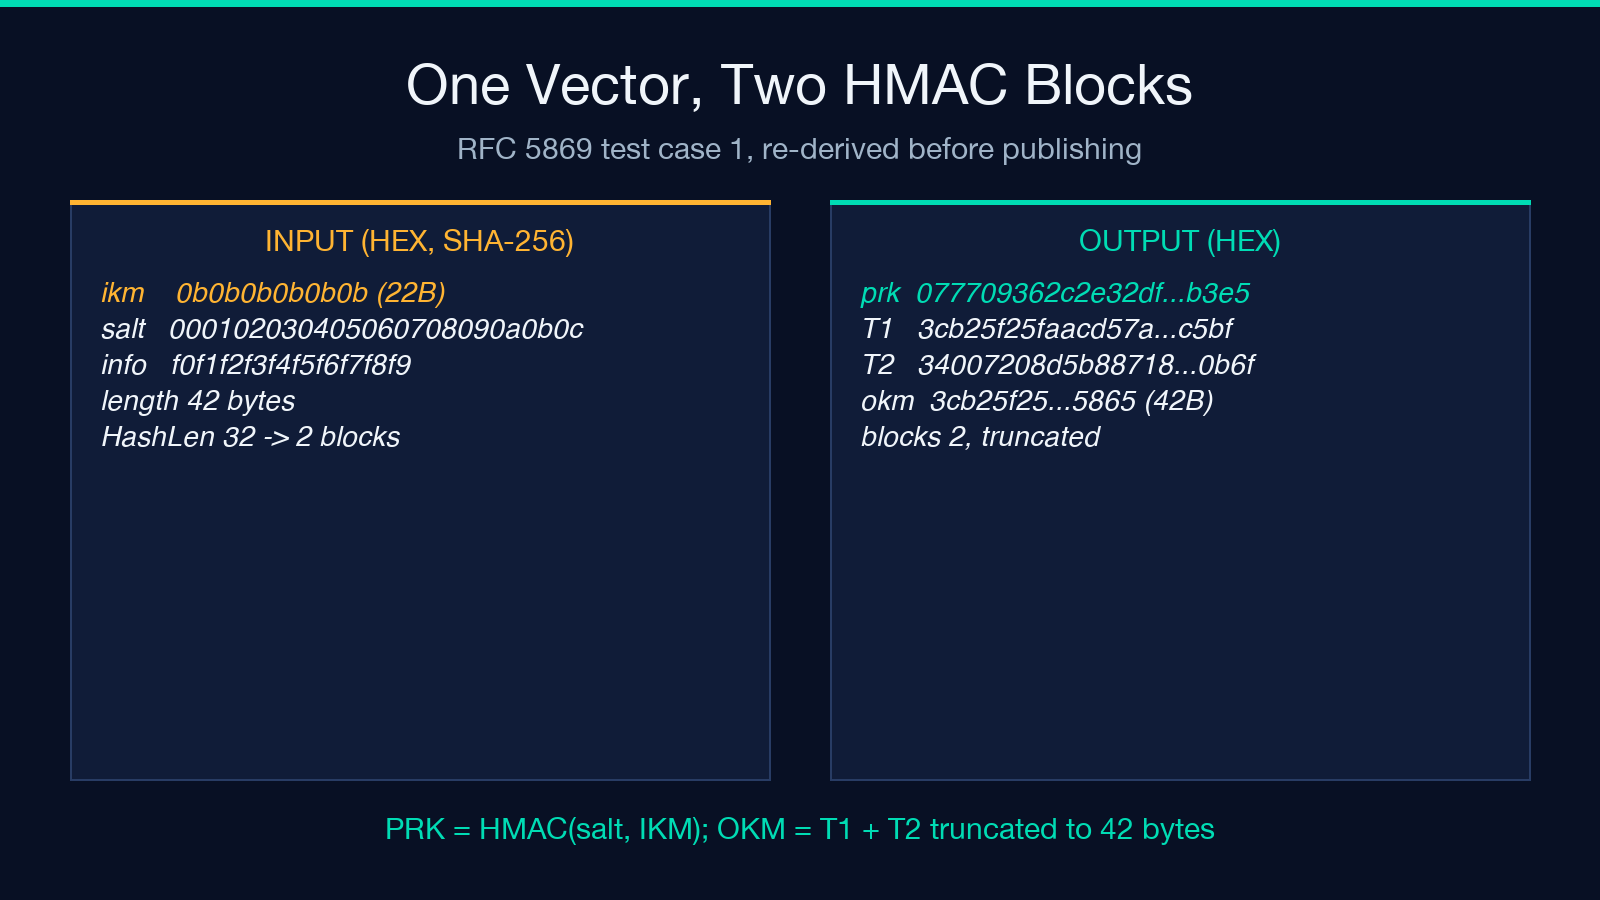 One Vector, Two HMAC Blocks
RFC 5869 test case 1, re-derived before publishing
INPUT (HEX, SHA-256)
ikm 0b0b0b0b0b0b (22B)
salt 000102030405060708090a0b0c
info f0f1f2f3f4f5f6f7f8f9
length 42 bytes
HashLen 32 -> 2 blocks
OUTPUT (HEX)
prk 077709362c2e32df...b3e5
T1 3cb25f25faacd57a...c5bf
T2 34007208d5b88718...0b6f
okm 3cb25f25...5865 (42B)
blocks 2, truncated
PRK = HMAC(salt, IKM); OKM = T1 + T2 truncated to 42 bytes